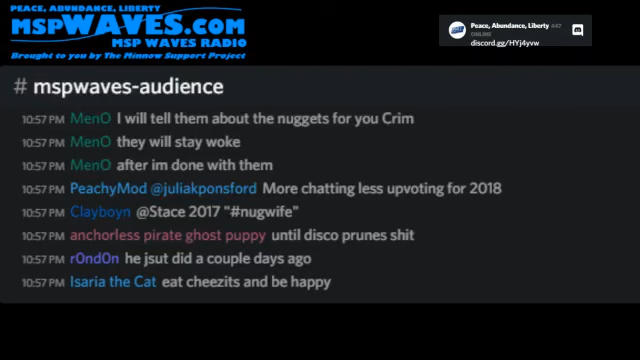 PEACE, ABUNDANCE, LIBERTY
MSPWAVES.COM
MSP WAVES RADIO
Brought to you by The Minnow Support Project
Peace, Abundance, Liberty 447
ONLINE
discord.gg/HYj4yvw
# mspwaves-audience
10:57 PM MenO I will tell them about the nuggets for you Crim
10:57 PM MenO they will stay woke
10:57 PM MenO after im done with them
10:57 PM PeachyMod @juliakponsford More chatting less upvoting for 2018
10:57 PM Clayboyn @Stace 2017 "#nugwife"
10:57 PM anchorless pirate ghost puppy until disco prunes shit
10:57 PM r0nd0n he jsut did a couple days ago
10:57 PM Isaria the Cat eat cheezits and be happy